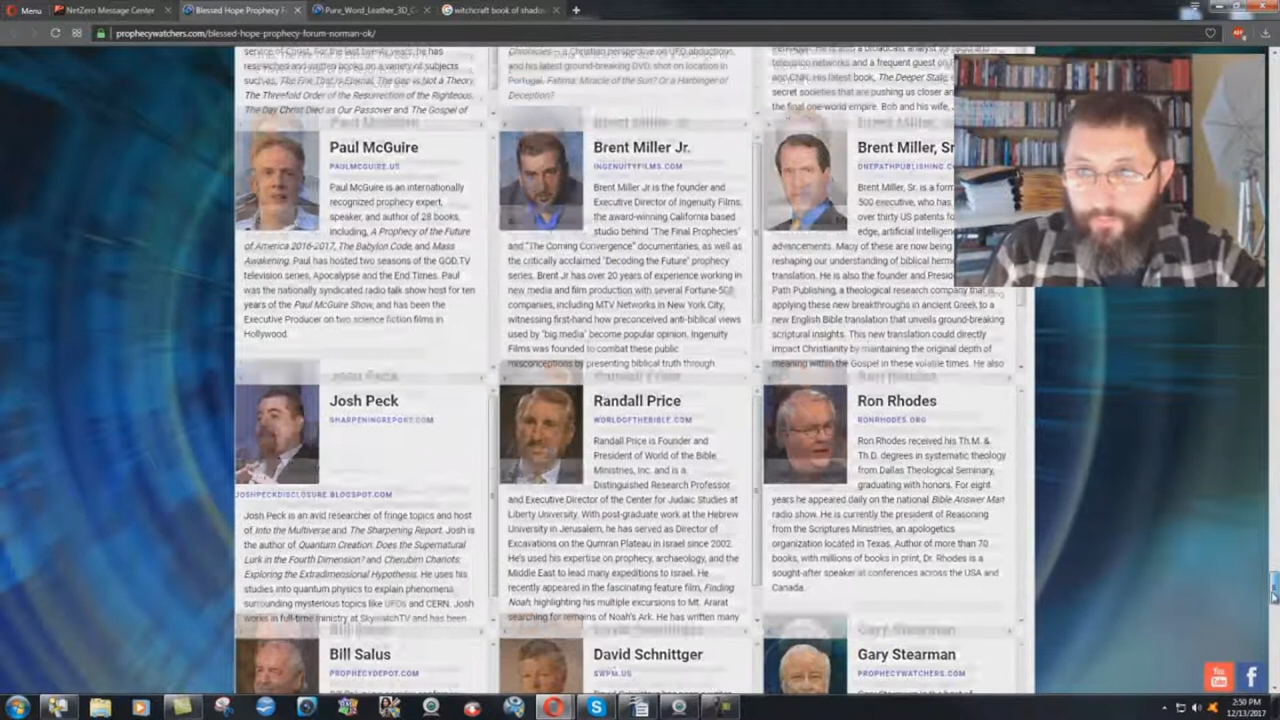 Menu
NetZero Message Center
Blessed Hope Prophecy F
Pure_Word_Leather_3D_C
witchcraft book of shado
prophecywatchers.com/blessed-hope-prophecy-forum-norman-ok/
service of Christ. For the last twenty years, he has
researched and written books on a variety of subjects
such as, The Fire That Is Eternal, The Gap Is Not a Theory,
The Threefold Order of the Resurrection of the Righteous,
The Day Christ Died as Our Passover and The Gospel of
Chronicles - a Christian perspective on UFO abductions,
and his latest ground-breaking DVD, shot on location in
Portugal, Fatima: Miracle of the Sun? Or a Harbinger of
Deception?
television networks and a frequent guest on
and CNN. His latest book, The Deeper State,
secret societies that are pushing us closer
the final one-world empire. Bob and his wife,
Paul McGuire
PAULMCGUIRE.US
Paul McGuire is an internationally
recognized prophecy expert,
speaker, and author of 28 books,
including, A Prophecy of the Future
of America 2016-2017, The Babylon Code, and Mass
Awakening. Paul has hosted two seasons of the GOD.TV
television series, Apocalypse and the End Times. Paul
was the nationally syndicated radio talk show host for ten
years of the Paul McGuire Show, and has been the
Executive Producer on two science fiction films in
Hollywood.
Brent Miller Jr.
INGENUITYFILMS.COM
Brent Miller Jr is the founder and
Executive Director of Ingenuity Films,
the award-winning California based
studio behind "The Final Prophecies"
and "The Coming Convergence" documentaries, as well as
the critically acclaimed "Decoding the Future" prophecy
series. Brent Jr has over 20 years of experience working in
new media and film production with several Fortune-500
companies, including MTV Networks in New York City,
witnessing first-hand how preconceived anti-biblical views
used by "big media" become popular opinion. Ingenuity
Films was founded to combat these public
misconceptions by presenting biblical truth through
Brent Miller, Sr
ONEPATHPUBLISHING.C
Brent Miller, Sr. is a form
500 executive, who has
over thirty US patents fo
edge, artificial intelligenc
advancements. Many of these are now being
reshaping our understanding of biblical herm
translation. He is also the founder and Presid
Path Publishing, a theological research company that is
applying these new breakthroughs in ancient Greek to a
new English Bible translation that unveils ground-breaking
scriptural insights. This new translation could directly
impact Christianity by maintaining the original depth of
meaning within the Gospel in these volatile times. He also
Josh Peck
SHARPENINGREPORT.COM
JOSHPECKDISCLOSURE.BLOGSPOT.COM
Josh Peck is an avid researcher of fringe topics and host
of Into the Multiverse and The Sharpening Report. Josh is
the author of Quantum Creation: Does the Supernatural
Lurk in the Fourth Dimension? and Cherubim Chariots:
Exploring the Extradimensional Hypothesis. He uses his
studies into quantum physics to explain phenomena
surrounding mysterious topics like UFOs and CERN. Josh
works in full-time ministry at SkywatchTV and has been
Randall Price
WORLDOFTHEBIBLE.COM
Randall Price is Founder and
President of World of the Bible
Ministries, Inc. and is a
Distinguished Research Professor
and Executive Director of the Center for Judaic Studies at
Liberty University. With post-graduate work at the Hebrew
University in Jerusalem, he has served as Director of
Excavations on the Qumran Plateau in Israel since 2002.
He's used his expertise on prophecy, archaeology, and the
Middle East to lead many expeditions to Israel. He
recently appeared in the fascinating feature film, Finding
Noah, highlighting his multiple excursions to Mt. Ararat
searching for remains of Noah's Ark. He has written many
Ron Rhodes
RONRHODES.ORG
Ron Rhodes received his Th.M. &
Th.D. degrees in systematic theology
from Dallas Theological Seminary,
graduating with honors. For eight
years he appeared daily on the national Bible Answer Man
radio show. He is currently the president of Reasoning
from the Scriptures Ministries, an apologetics
organization located in Texas. Author of more than 70
books, with millions of books in print, Dr. Rhodes is a
sought-after speaker at conferences across the USA and
Canada.
Bill Salus
PROPHECYDEPOT.COM
David Schnittger
SWPM.US
Gary Stearman
PROPHECYWATCHERS.COM
You
Tube
2:50 PM
12/13/2017